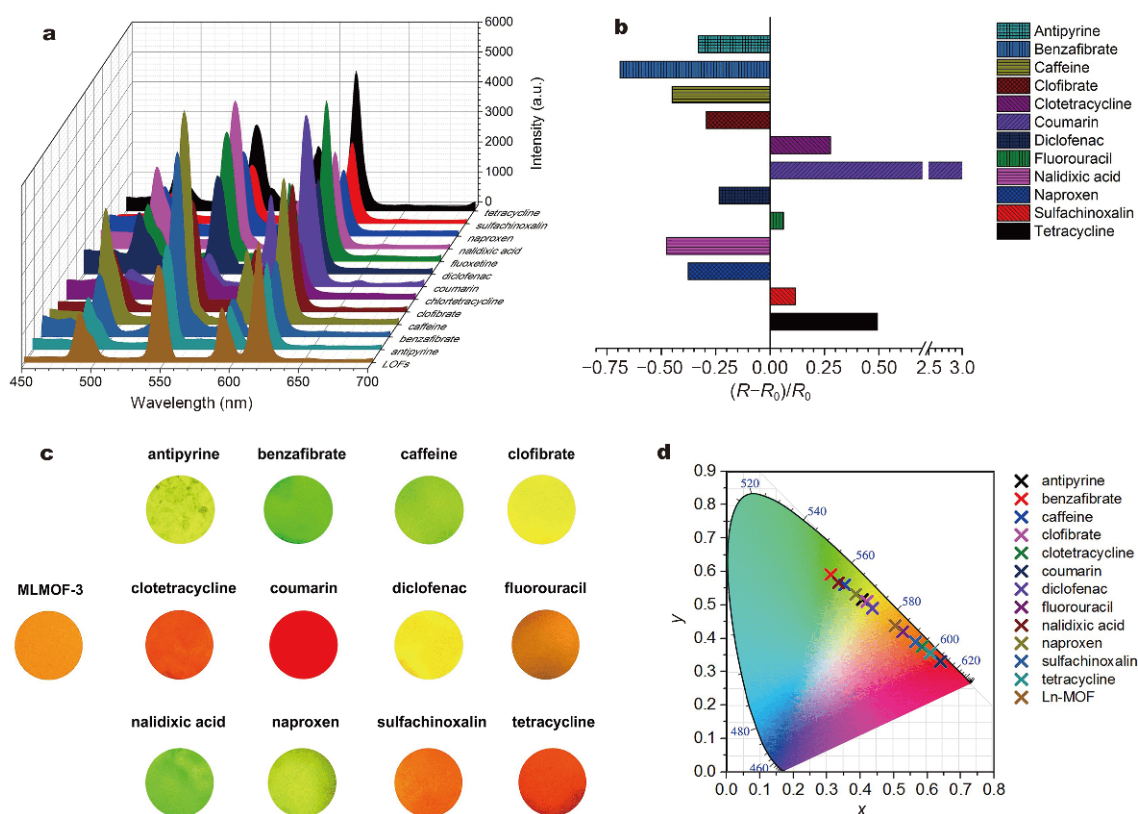 a
6000
5000
4000
3000
2000
1000
0
Intensity (a.u.)
tetracycline
sulfachinoxalin
naproxen
nalidixic acid
fluoxetine
diclofenac
coumarin
chlortetracycline
clofibrate
caffeine
benzafibrate
antipyrine
LOFs
450 500 550 600 650 700
Wavelength (nm)
b
−0.75 −0.50 −0.25 0.00 0.25 0.50 2.5 3.0
(R−R0)/R0
Antipyrine
Benzafibrate
Caffeine
Clofibrate
Clotetracycline
Coumarin
Diclofenac
Fluorouracil
Nalidixic acid
Naproxen
Sulfachinoxalin
Tetracycline
c
antipyrine benzafibrate caffeine clofibrate
MLMOF-3 clotetracycline coumarin diclofenac fluorouracil
nalidixic acid naproxen sulfachinoxalin tetracycline
d
0.9
0.8
0.7
0.6
0.5
0.4
0.3
0.2
0.1
0.0
y
520
540
560
580
600
620
480
460
0.0 0.1 0.2 0.3 0.4 0.5 0.6 0.7 0.8
x
antipyrine
benzafibrate
caffeine
clofibrate
clotetracycline
coumarin
diclofenac
fluorouracil
nalidixic acid
naproxen
sulfachinoxalin
tetracycline
Ln-MOF